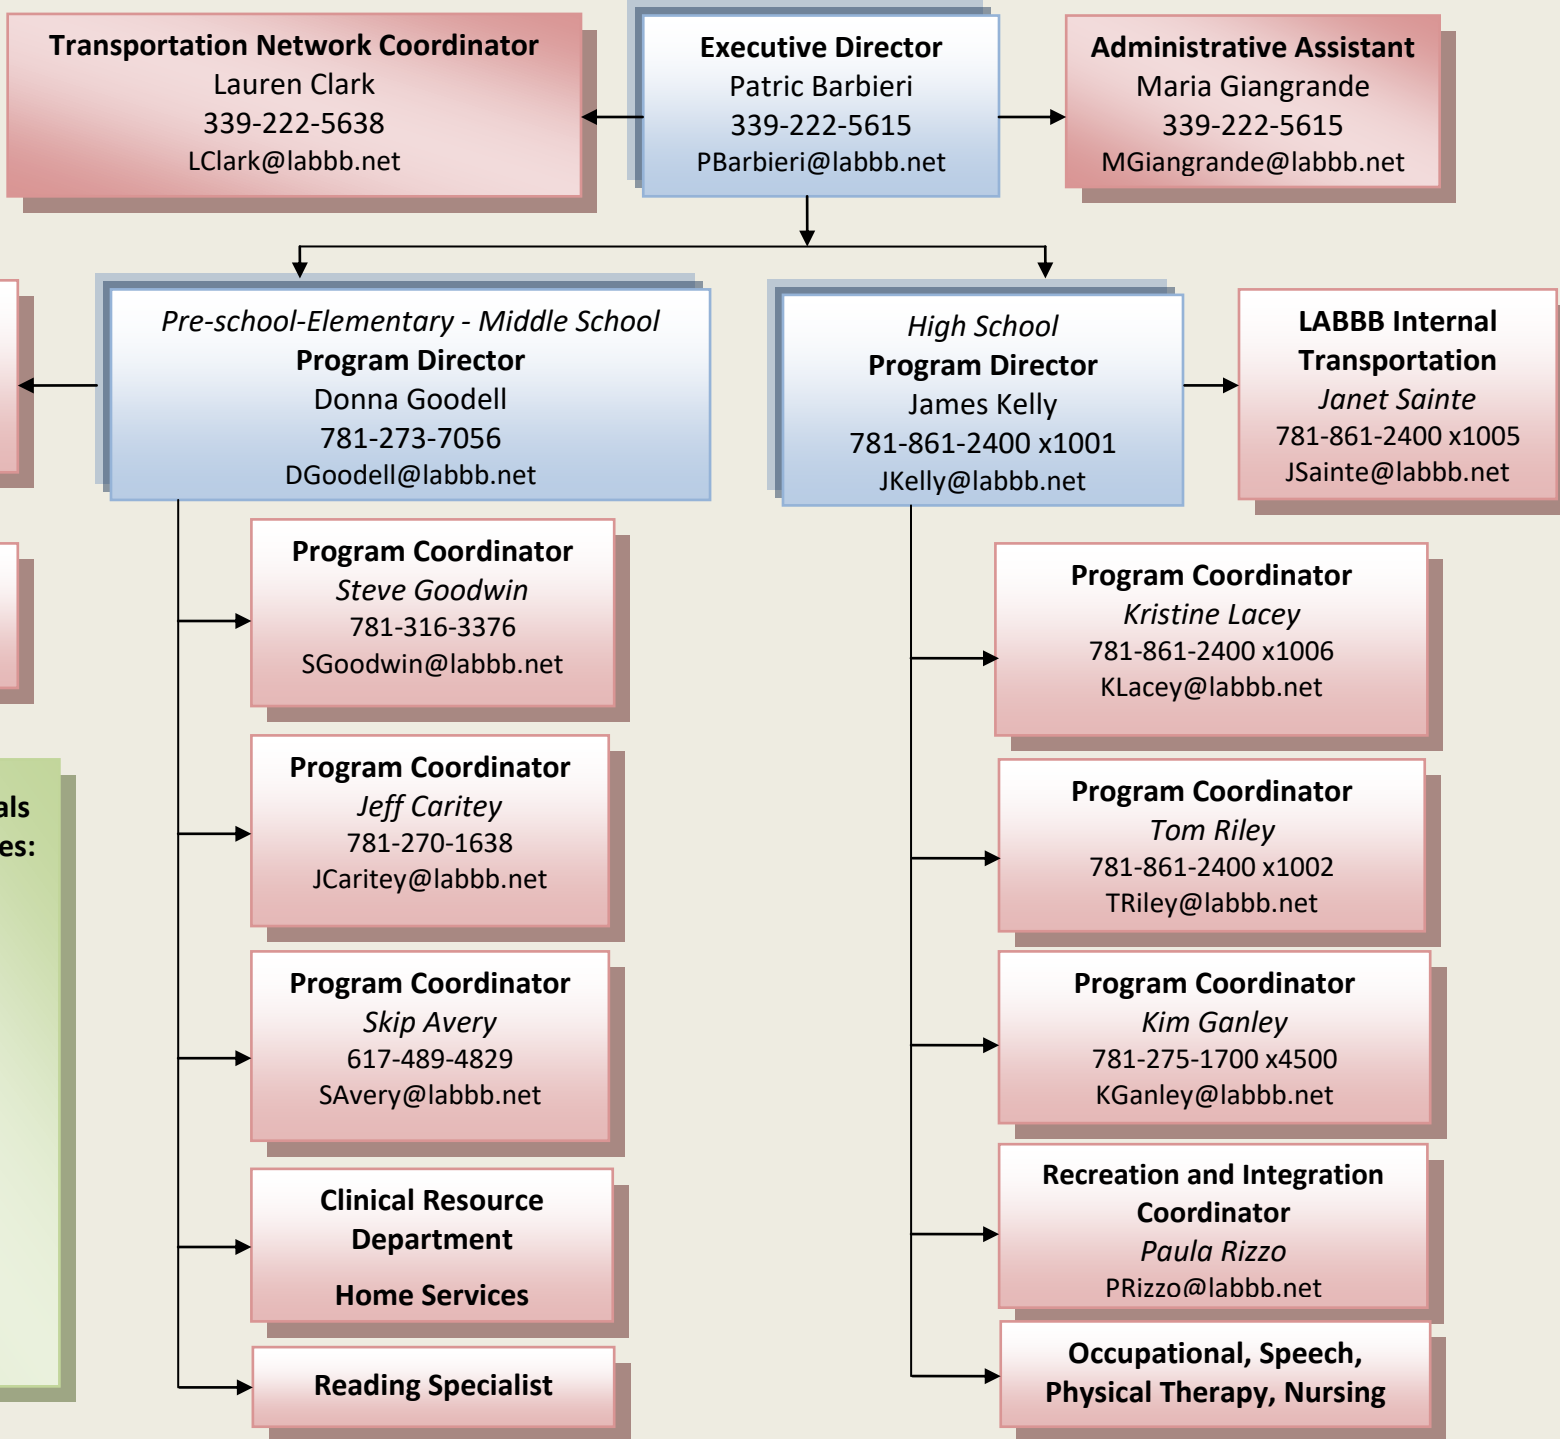 Transportation Network Coordinator
Lauren Clark
339-222-5638
LClark@labbb.net
Executive Director
Patric Barbieri
339-222-5615
PBarbieri@labbb.net
Administrative Assistant
Maria Giangrande
339-222-5615
MGiangrande@labbb.net
Pre-school-Elementary - Middle School
Program Director
Donna Goodell
781-273-7056
DGoodell@labbb.net
High School
Program Director
James Kelly
781-861-2400 x1001
JKelly@labbb.net
LABBB Internal
Transportation
Janet Sainte
781-861-2400 x1005
JSainte@labbb.net
Program Coordinator
Steve Goodwin
781-316-3376
SGoodwin@labbb.net
Program Coordinator
Jeff Caritey
781-270-1638
JCaritey@labbb.net
Program Coordinator
Skip Avery
617-489-4829
SAvery@labbb.net
Clinical Resource
Department
Home Services
Reading Specialist
Program Coordinator
Kristine Lacey
781-861-2400 x1006
KLacey@labbb.net
Program Coordinator
Tom Riley
781-861-2400 x1002
TRiley@labbb.net
Program Coordinator
Kim Ganley
781-275-1700 x4500
KGanley@labbb.net
Recreation and Integration
Coordinator
Paula Rizzo
PRizzo@labbb.net
Occupational, Speech,
Physical Therapy, Nursing
als
es: